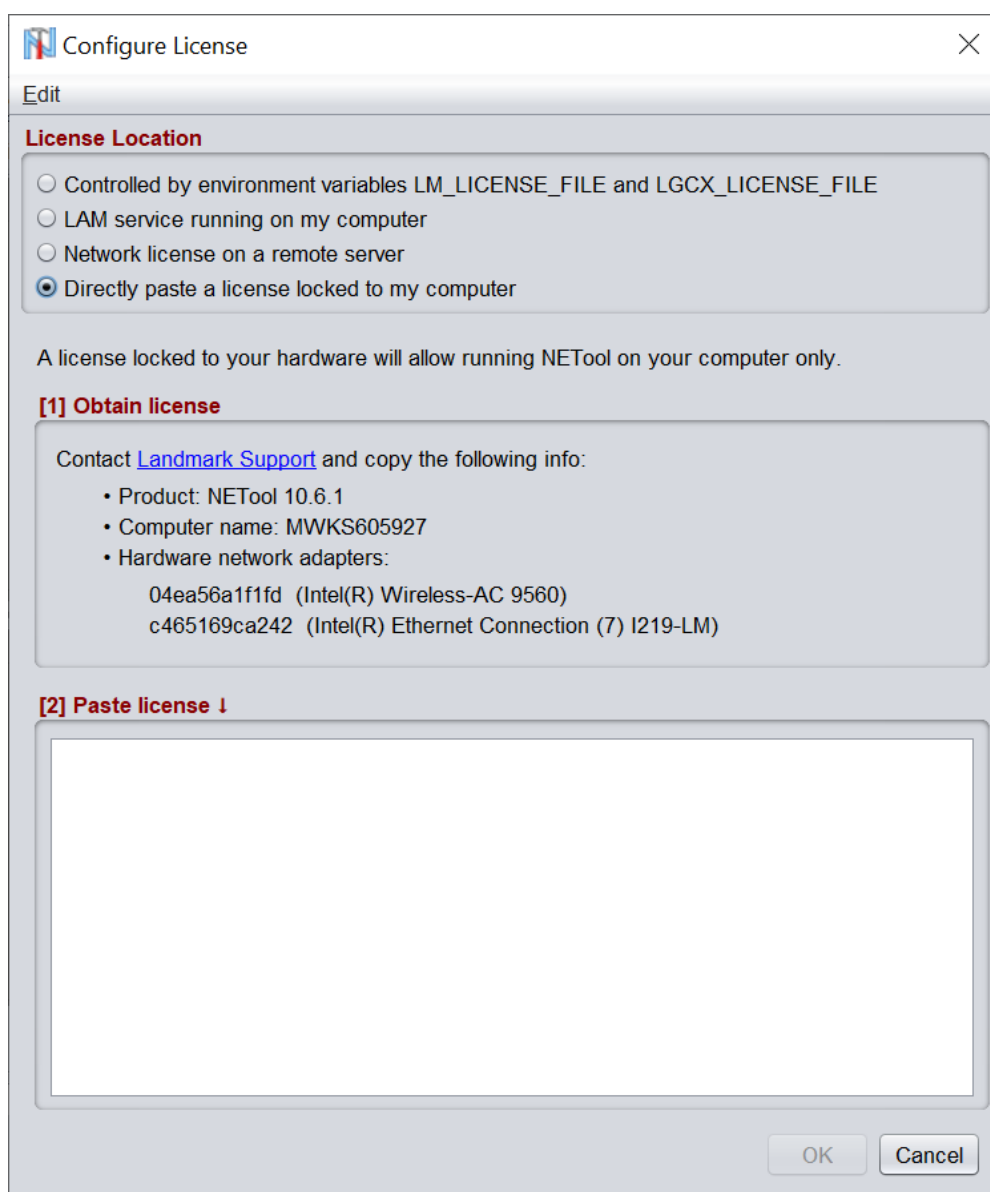 Configure License
Edit
License Location
Controlled by environment variables LM_LICENSE_FILE and LGCX_LICENSE_FILE
LAM service running on my computer
Network license on a remote server
Directly paste a license locked to my computer
A license locked to your hardware will allow running NETool on your computer only.
[1] Obtain license
Contact Landmark Support and copy the following info:
• Product: NETool 10.6.1
• Computer name: MWKS605927
• Hardware network adapters:
04ea56a1f1fd (Intel(R) Wireless-AC 9560)
c465169ca242 (Intel(R) Ethernet Connection (7) I219-LM)
[2] Paste license ↓
OK Cancel